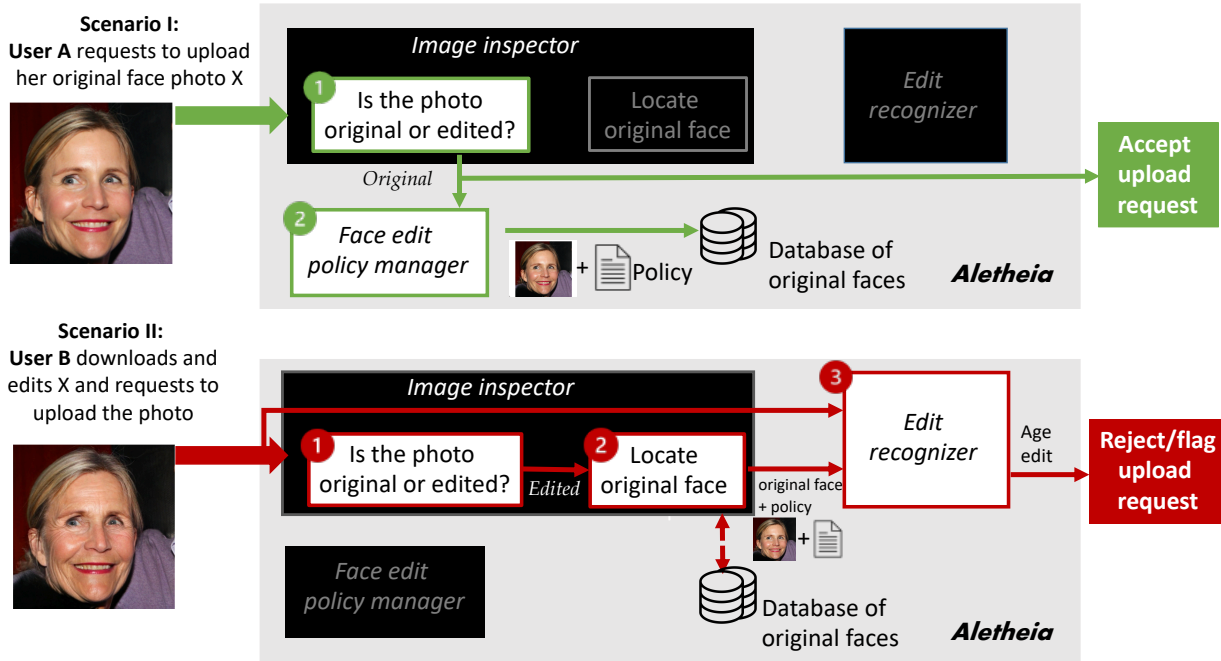 Scenario I:
User A requests to upload
her original face photo X
Image inspector
1
Is the photo
original or edited?
Locate
original face
Edit
recognizer
Original
Accept
upload
request
2
Face edit
policy manager
+
Policy
Database of
original faces
Aletheia
Scenario II:
User B downloads and
edits X and requests to
upload the photo
Image inspector
1
Is the photo
original or edited?
Edited
2
Locate
original face
3
Edit
recognizer
Age
edit
Reject/flag
upload
request
original face
+ policy
+
Face edit
policy manager
Database of
original faces
Aletheia